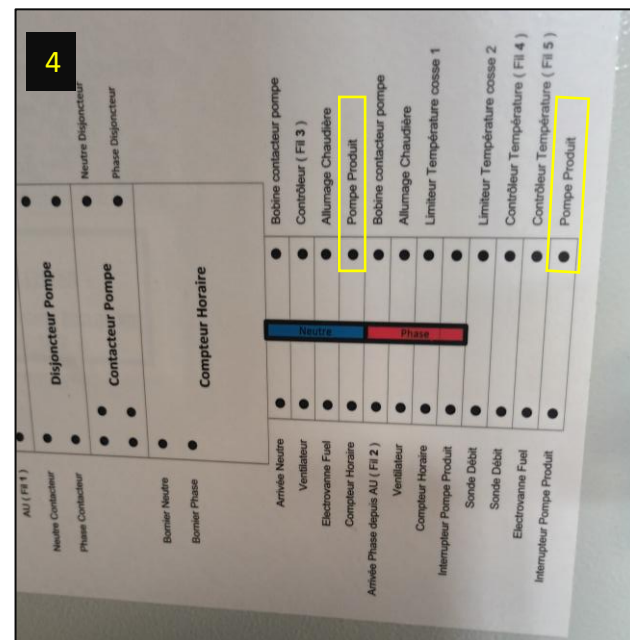 4
Neutre Disjoncteur
Phase Disjoncteur
Bobine contacteur pompe
Contrôleur ( Fil 3 )
Allumage Chaudière
Pompe Produit
Bobine contacteur pompe
Allumage Chaudière
Limiteur Température cosse 1
Limiteur Température cosse 2
Contrôleur Température ( Fil 4 )
Contrôleur Température ( Fil 5 )
Pompe Produit
Disjoncteur Pompe
Contacteur Pompe
Compteur Horaire
Neutre
Phase
AU ( Fil 1 )
Neutre Contacteur
Phase Contacteur
Bornier Neutre
Bornier Phase
Arrivée Neutre
Ventilateur
Electrovanne Fuel
Compteur Horaire
Arrivée Phase depuis AU ( Fil 2 )
Ventilateur
Compteur Horaire
Interrupteur Pompe Produit
Sonde Débit
Sonde Débit
Electrovanne Fuel
Interrupteur Pompe Produit